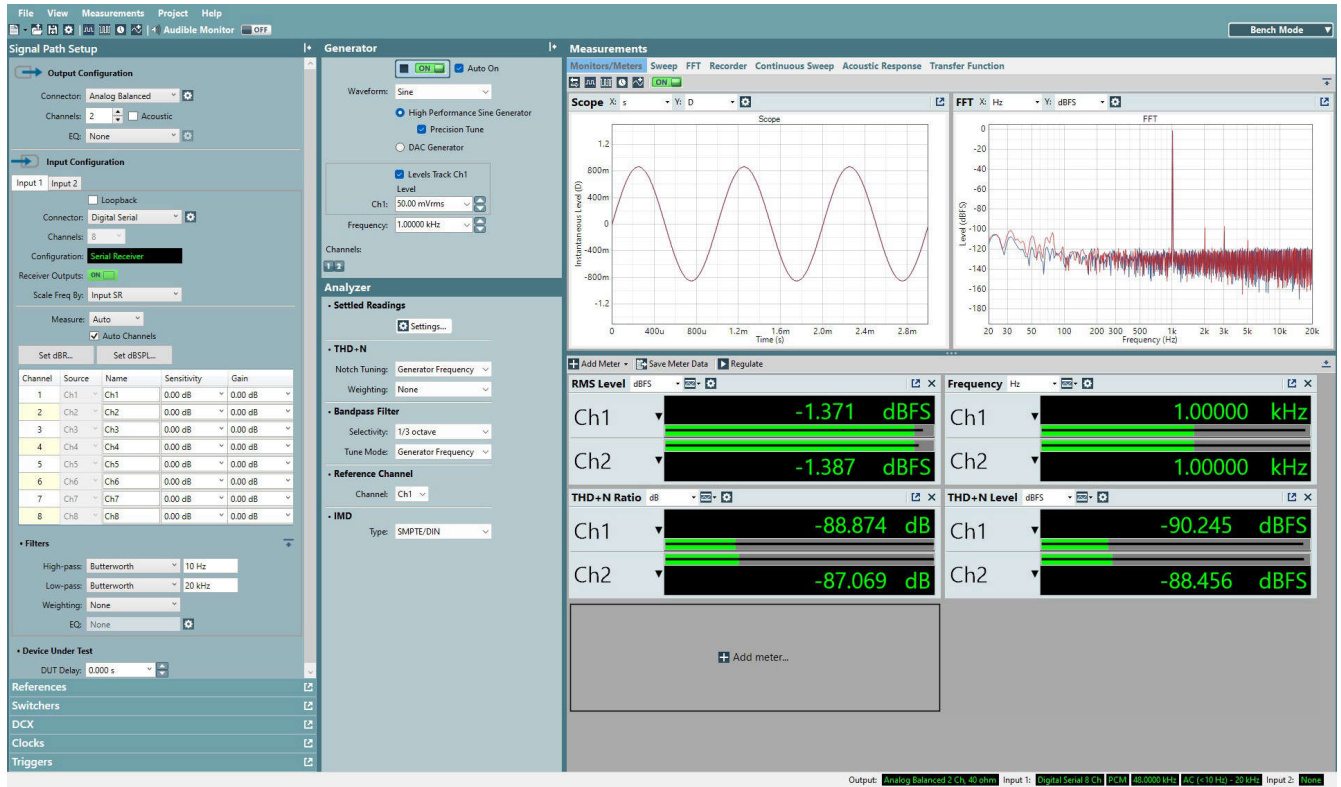 File View Measurements Project Help
Audible Monitor OFF
Bench Mode
Signal Path Setup
Output Configuration
Connector: Analog Balanced
Channels: 2 Acoustic
EQ: None
Input Configuration
Input 1 Input 2
Loopback
Connector: Digital Serial
Channels: 8
Configuration: Serial Receiver
Receiver Outputs: ON
Scale Freq By: Input SR
Measure: Auto
Auto Channels
Set dBR... Set dBSPL...
Channel Source Name Sensitivity Gain
1 Ch1 Ch1 0.00 dB 0.00 dB
2 Ch2 Ch2 0.00 dB 0.00 dB
3 Ch3 Ch3 0.00 dB 0.00 dB
4 Ch4 Ch4 0.00 dB 0.00 dB
5 Ch5 Ch5 0.00 dB 0.00 dB
6 Ch6 Ch6 0.00 dB 0.00 dB
7 Ch7 Ch7 0.00 dB 0.00 dB
8 Ch8 Ch8 0.00 dB 0.00 dB
• Filters
High-pass: Butterworth 10 Hz
Low-pass: Butterworth 20 kHz
Weighting: None
EQ: None
• Device Under Test
DUT Delay: 0.000 s
References
Switchers
DCX
Clocks
Triggers
Generator
ON Auto On
Waveform: Sine
High Performance Sine Generator
Precision Tune
DAC Generator
Levels Track Ch1
Level
Ch1: 50.00 mVrms
Frequency: 1.00000 kHz
Channels:
1 2
Analyzer
• Settled Readings
Settings...
• THD+N
Notch Tuning: Generator Frequency
Weighting: None
• Bandpass Filter
Selectivity: 1/3 octave
Tune Mode: Generator Frequency
• Reference Channel
Channel: Ch1
• IMD
Type: SMPTE/DIN
Measurements
Monitors/Meters Sweep FFT Recorder Continuous Sweep Acoustic Response Transfer Function
ON
Scope X: s Y: D
Scope
Instantaneous Level (D)
1.2
800m
400m
0
-400m
-800m
-1.2
0 400u 800u 1.2m 1.6m 2.0m 2.4m 2.8m
Time (s)
FFT X: Hz Y: dBFS
FFT
Level (dBFS)
0
-20
-40
-60
-80
-100
-120
-140
-160
-180
20 30 50 100 200 300 500 1k 2k 3k 5k 10k 20k
Frequency (Hz)
Add Meter Save Meter Data Regulate
RMS Level dBFS
Ch1 -1.371 dBFS
Ch2 -1.387 dBFS
Frequency Hz
Ch1 1.00000 kHz
Ch2 1.00000 kHz
THD+N Ratio dB
Ch1 -88.874 dB
Ch2 -87.069 dB
THD+N Level dBFS
Ch1 -90.245 dBFS
Ch2 -88.456 dBFS
Add meter...
Output: Analog Balanced 2 Ch, 40 ohm Input 1: Digital Serial 8 Ch PCM 48.0000 kHz AC (<10 Hz) - 20 kHz Input 2: None